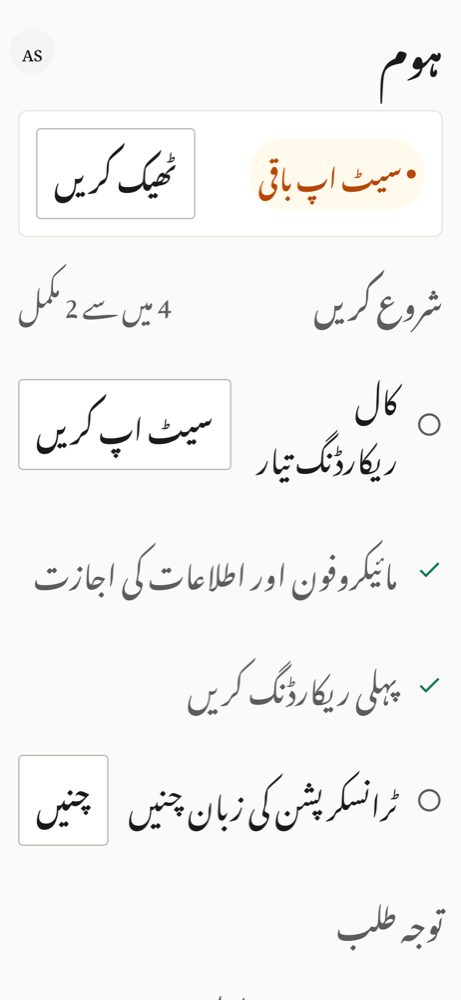 ہوم
AS
• سیٹ اپ باقی
ٹھیک کریں
شروع کریں
4 میں سے 2 مکمل
کال
ریکارڈنگ تیار
سیٹ اپ کریں
مائیکروفون اور اطلاعات کی اجازت
پہلی ریکارڈنگ کریں
ٹرانسکرپشن کی زبان چنیں
چنیں
توجہ طلب